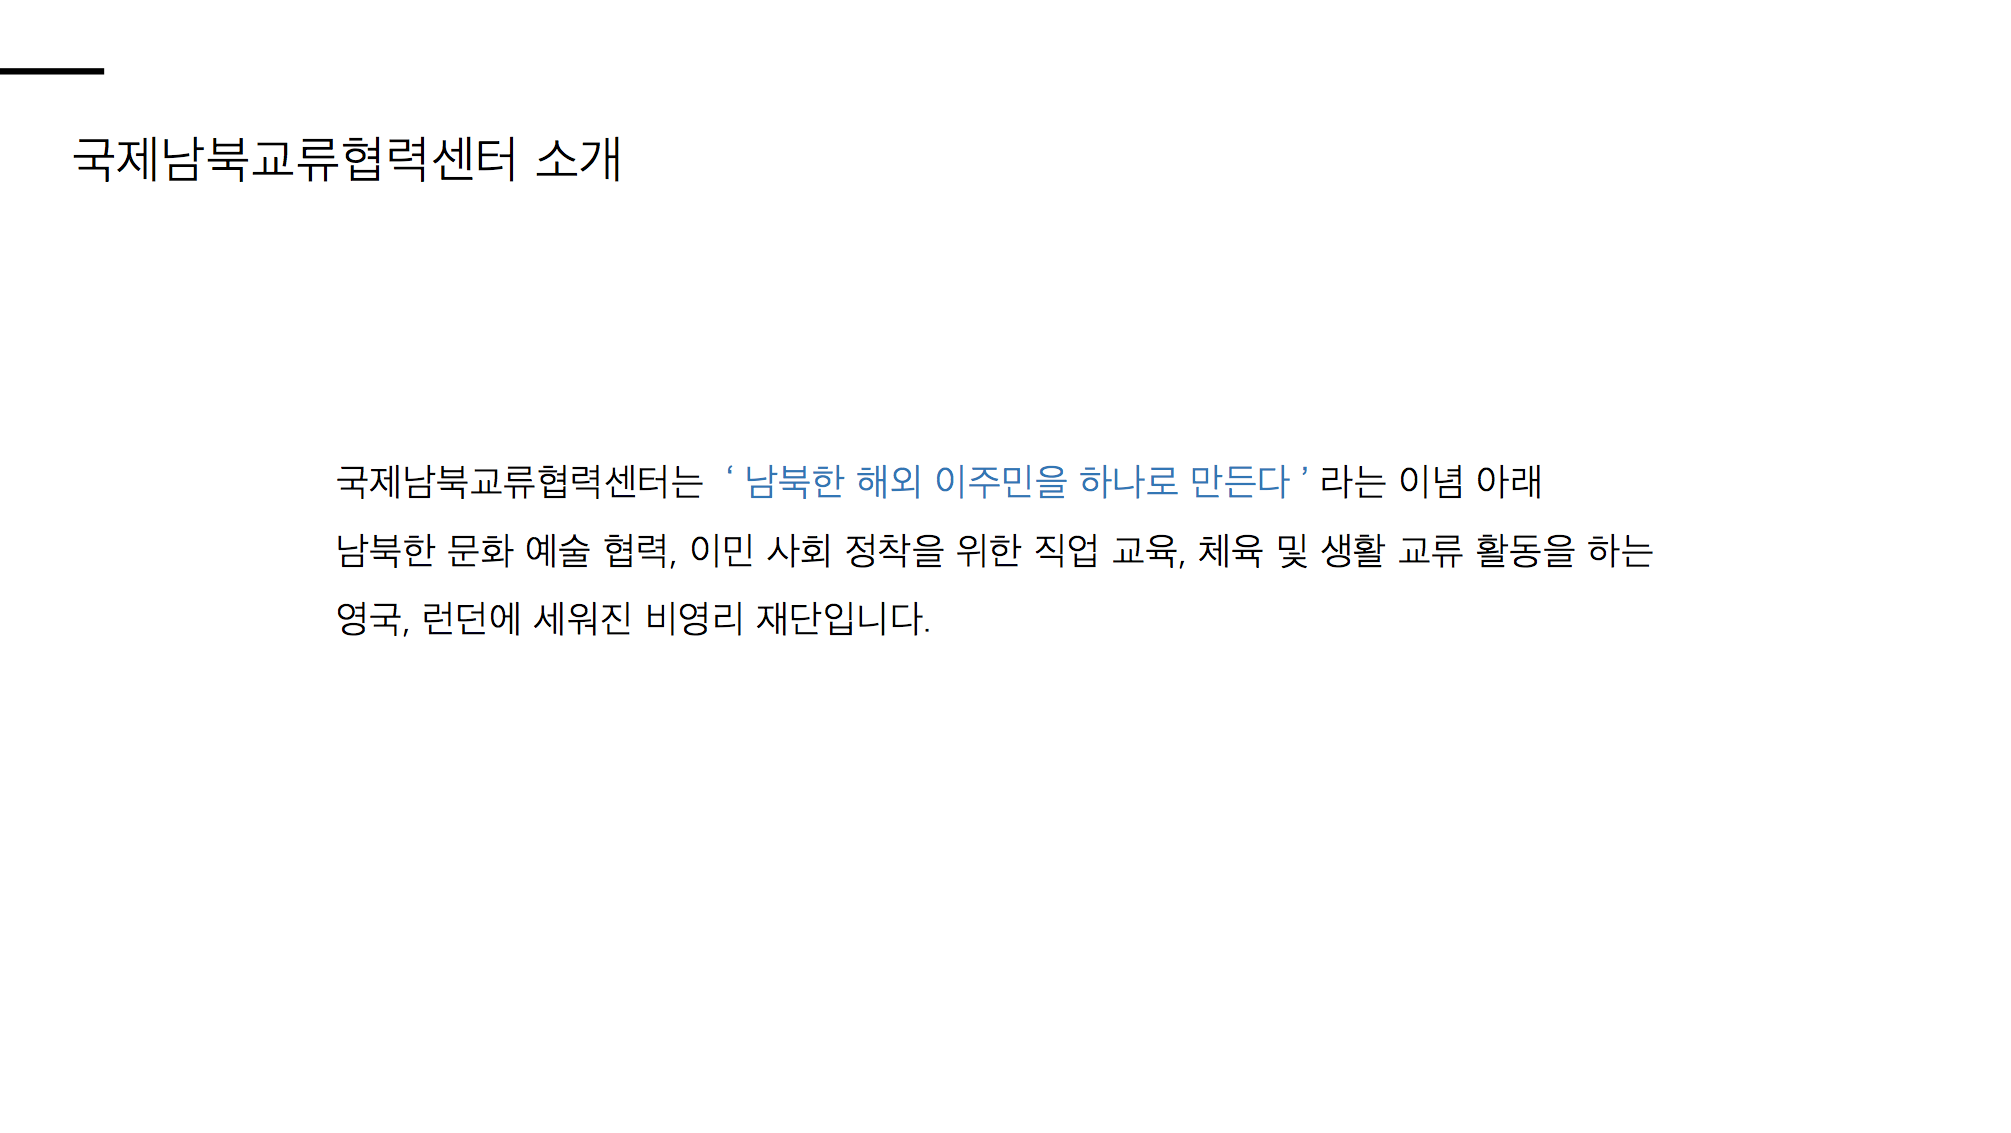 국제남북교류협력센터 소개
국제남북교류협력센터는 ‘ 남북한 해외 이주민을 하나로 만든다 ’ 라는 이념 아래
남북한 문화 예술 협력, 이민 사회 정착을 위한 직업 교육, 체육 및 생활 교류 활동을 하는
영국, 런던에 세워진 비영리 재단입니다.